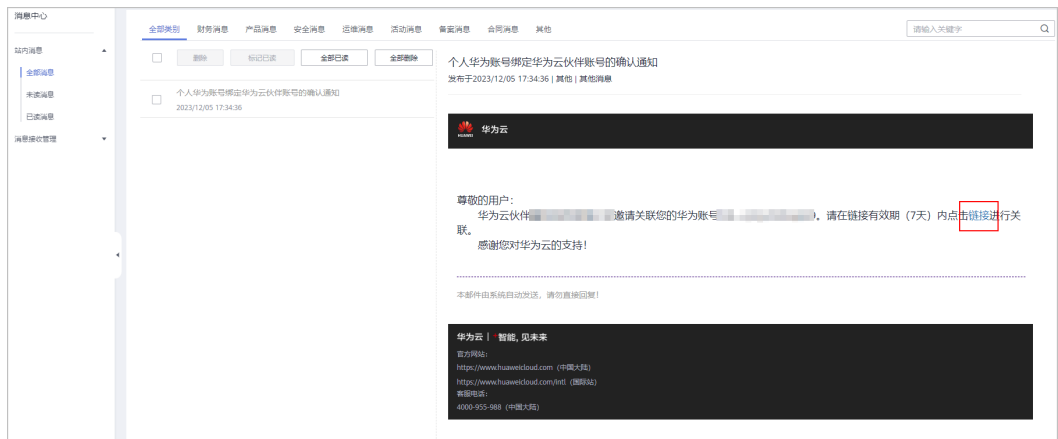 消息中心
全部类别 财务消息 产品消息 安全消息 运维消息 活动消息 备案消息 合同消息 其他
请输入关键字
站内消息
全部消息
未读消息
已读消息
消息接收管理
删除 标记已读 全部已读 全部删除
个人华为账号绑定华为云伙伴账号的确认通知
2023/12/05 17:34:36
个人华为账号绑定华为云伙伴账号的确认通知
发布于2023/12/05 17:34:36 | 其他 | 其他消息
HUAWEI 华为云
尊敬的用户：
华为云伙伴 邀请关联您的华为账号 。请在链接有效期（7天）内点击链接进行关
联。
感谢您对华为云的支持！
本邮件由系统自动发送，请勿直接回复！
华为云 | 智能, 见未来
官方网站：
https://www.huaweicloud.com（中国大陆）
https://www.huaweicloud.com/intl（国际站）
客服电话：
4000-955-988（中国大陆）